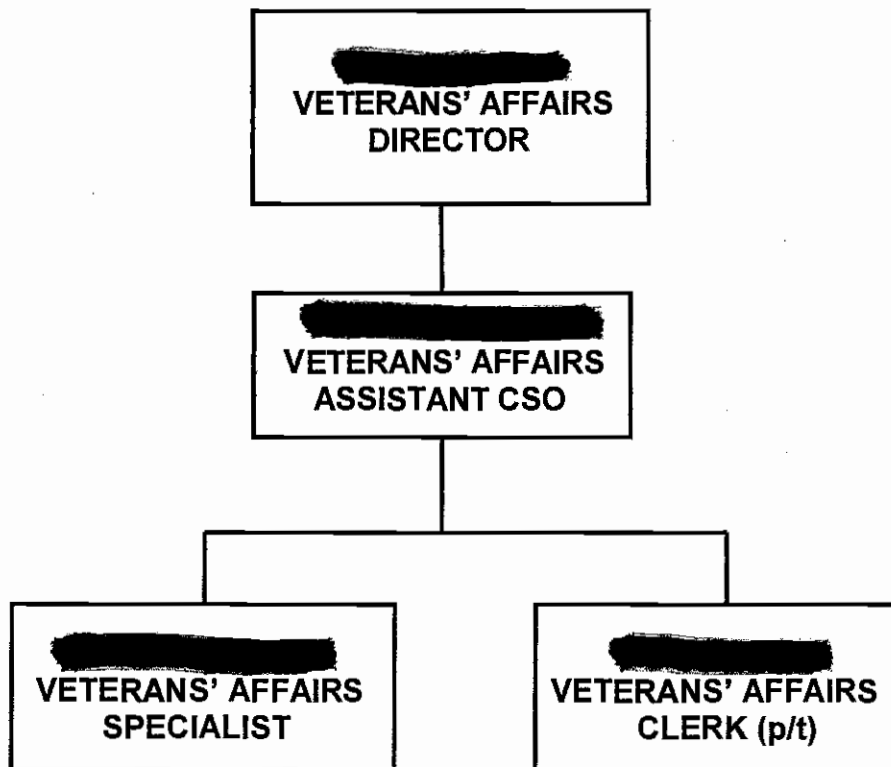 VETERANS' AFFAIRS
DIRECTOR
VETERANS' AFFAIRS
ASSISTANT CSO
VETERANS' AFFAIRS
SPECIALIST
VETERANS' AFFAIRS
CLERK (p/t)